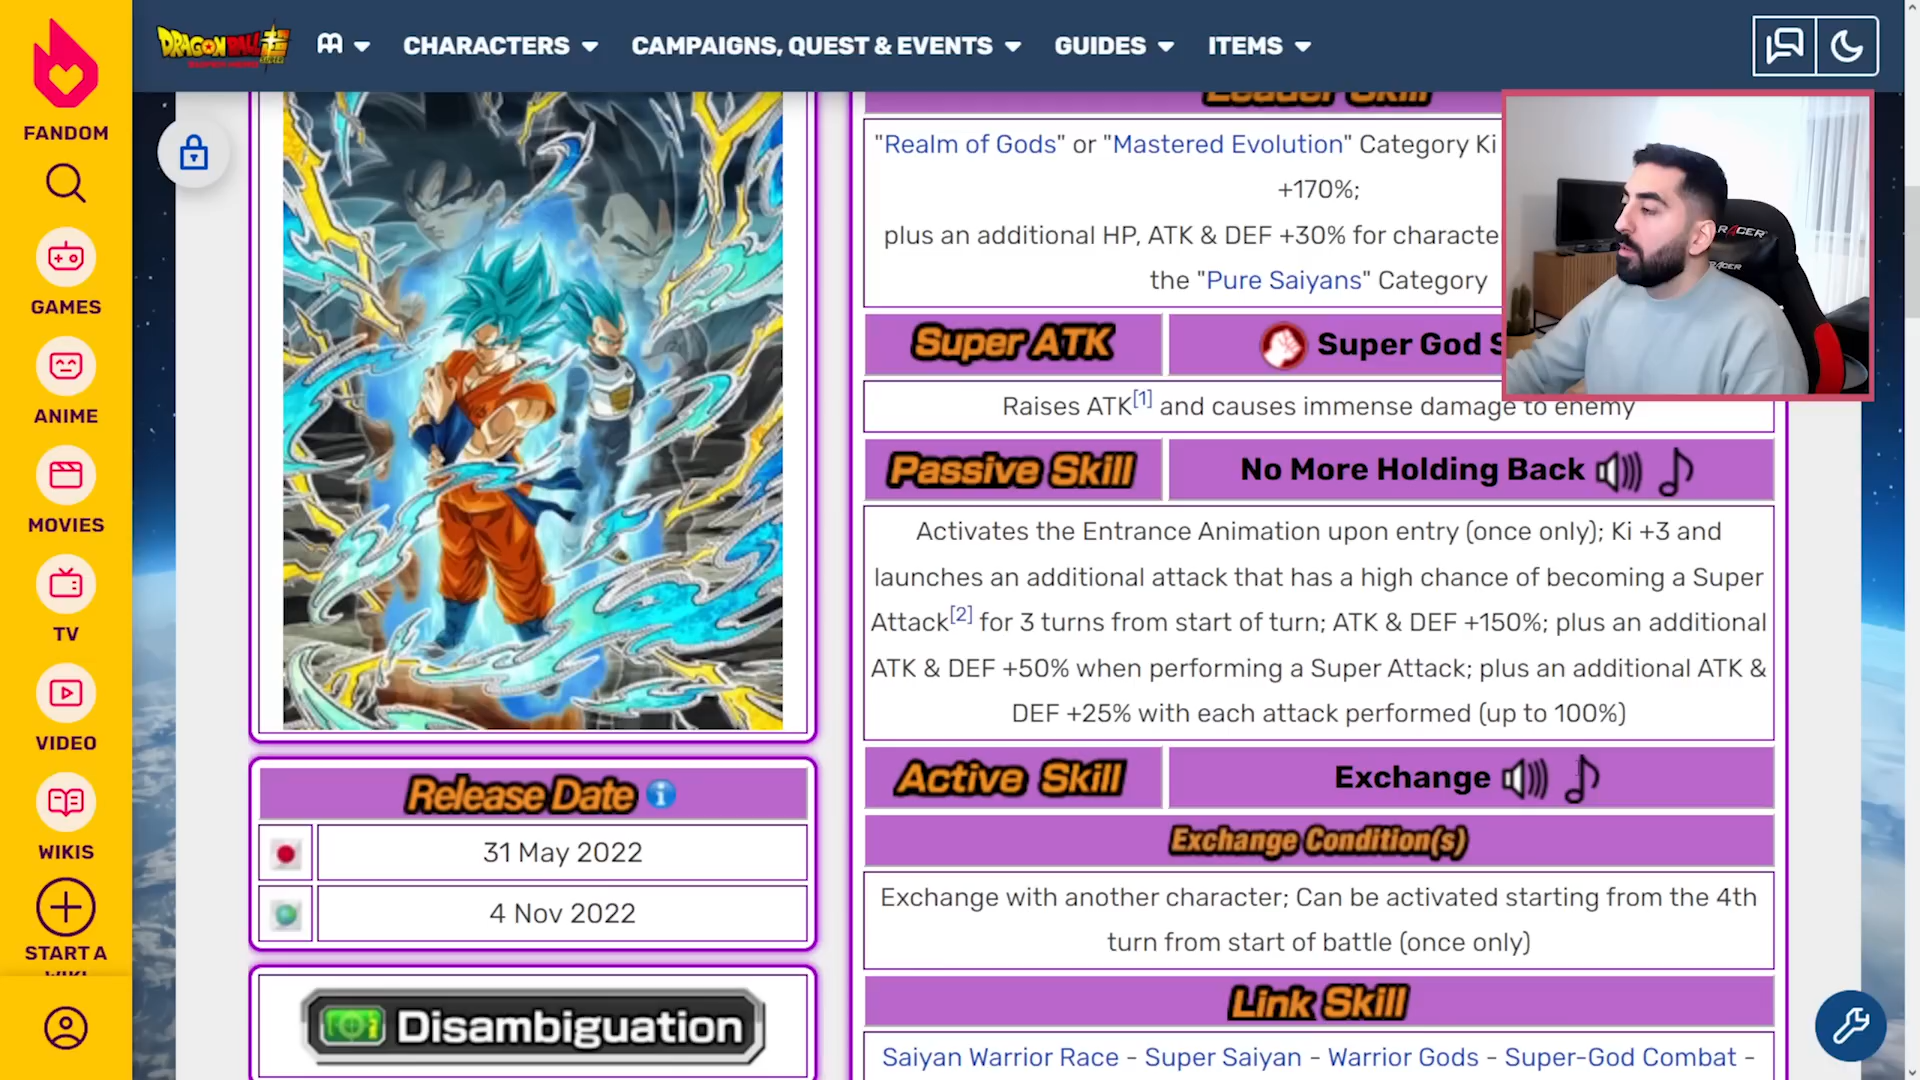 FANDOM
GAMES
ANIME
MOVIES
TV
VIDEO
WIKIS
START A
DRAGON BALL
SUPER
CHARACTERS
CAMPAIGNS, QUEST & EVENTS
GUIDES
ITEMS
Leader Skill
"Realm of Gods" or "Mastered Evolution" Category Ki
+170%;
plus an additional HP, ATK & DEF +30% for characte
the "Pure Saiyans" Category
Super ATK
Super God S
Raises ATK[1] and causes immense damage to enemy
Passive Skill
No More Holding Back
Activates the Entrance Animation upon entry (once only); Ki +3 and
launches an additional attack that has a high chance of becoming a Super
Attack[2] for 3 turns from start of turn; ATK & DEF +150%; plus an additional
ATK & DEF +50% when performing a Super Attack; plus an additional ATK &
DEF +25% with each attack performed (up to 100%)
Active Skill
Exchange
Exchange Condition(s)
Exchange with another character; Can be activated starting from the 4th
turn from start of battle (once only)
Link Skill
Saiyan Warrior Race - Super Saiyan - Warrior Gods - Super-God Combat -
Release Date
31 May 2022
4 Nov 2022
Disambiguation
RACER
RACER